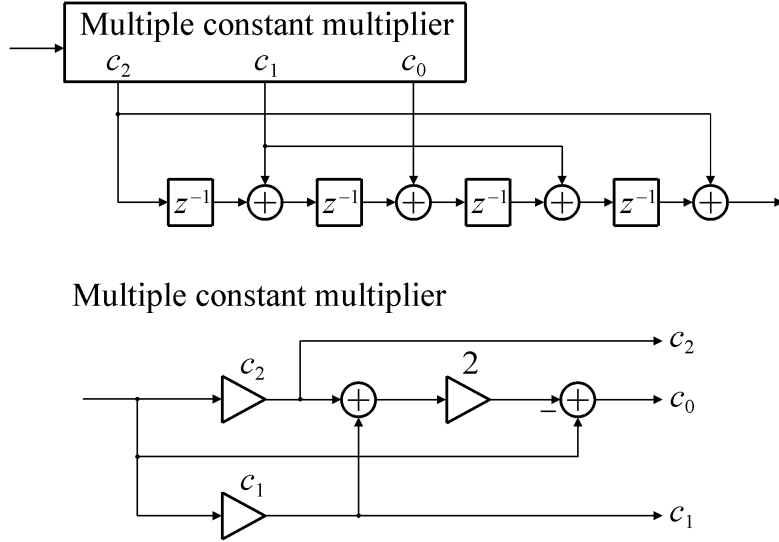 Multiple constant multiplier
c₂ c₁ c₀
z⁻¹ + z⁻¹ + z⁻¹ + z⁻¹ +
Multiple constant multiplier
c₂
c₂ 2
+ − + c₀
c₁
c₁